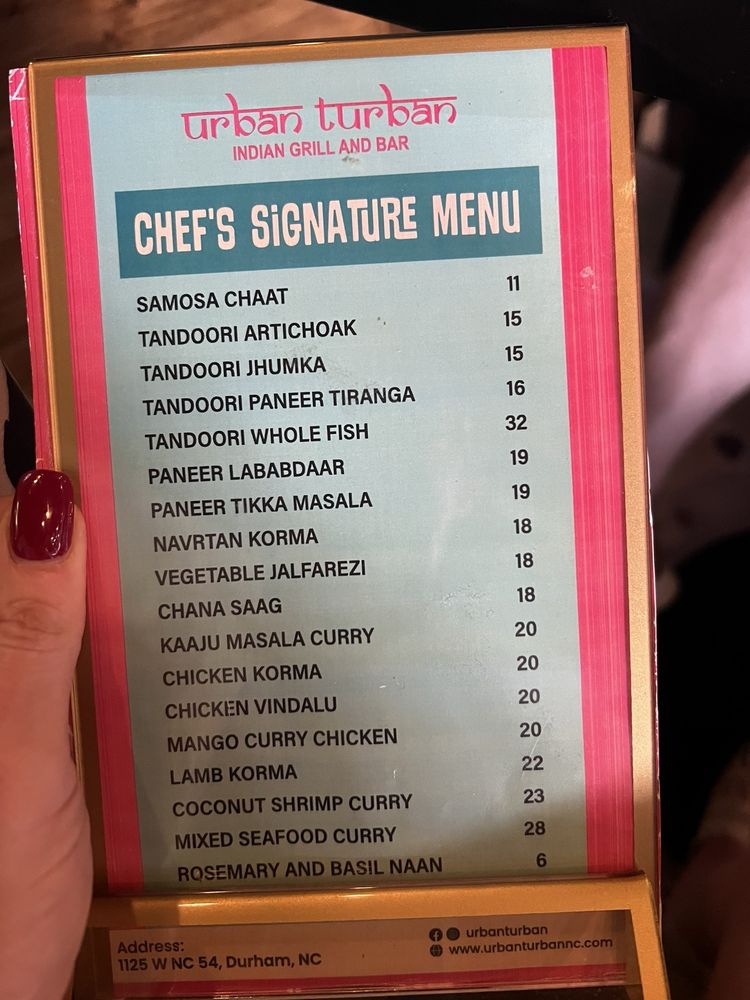 urban turban
INDIAN GRILL AND BAR
CHEF'S SiGNATURE MENU
SAMOSA CHAAT 11
TANDOORI ARTICHOAK 15
TANDOORI JHUMKA 15
TANDOORI PANEER TIRANGA 16
TANDOORI WHOLE FISH 32
PANEER LABABDAAR 19
PANEER TIKKA MASALA 19
NAVRTAN KORMA 18
VEGETABLE JALFAREZI 18
CHANA SAAG 18
KAAJU MASALA CURRY 20
CHICKEN KORMA 20
CHICKEN VINDALU 20
MANGO CURRY CHICKEN 20
LAMB KORMA 22
COCONUT SHRIMP CURRY 23
MIXED SEAFOOD CURRY 28
ROSEMARY AND BASIL NAAN 6
Address:
1125 W NC 54, Durham, NC
urbanturban
www.urbanturbannc.com